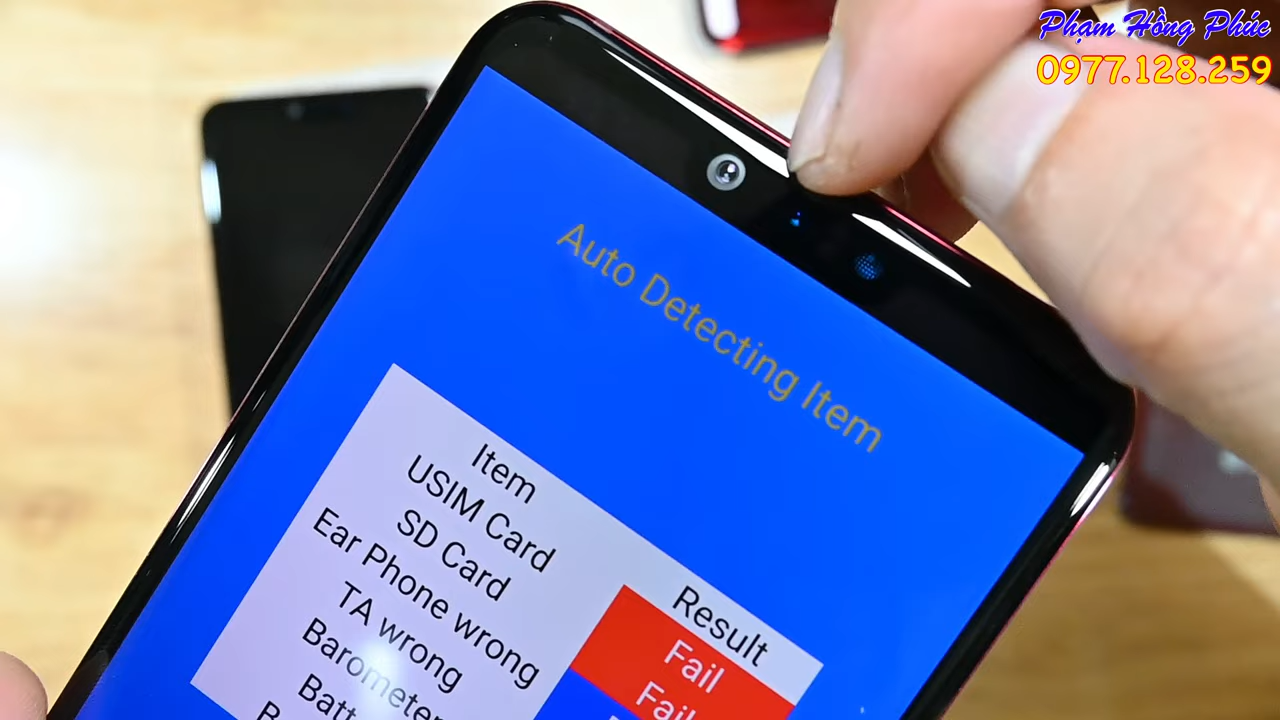 Phạm Hồng Phúc
0977.128.259
Auto Detecting Item
Item
Result
USIM Card
Fail
SD Card
Fail
Ear Phone wrong
TA wrong
Barometer